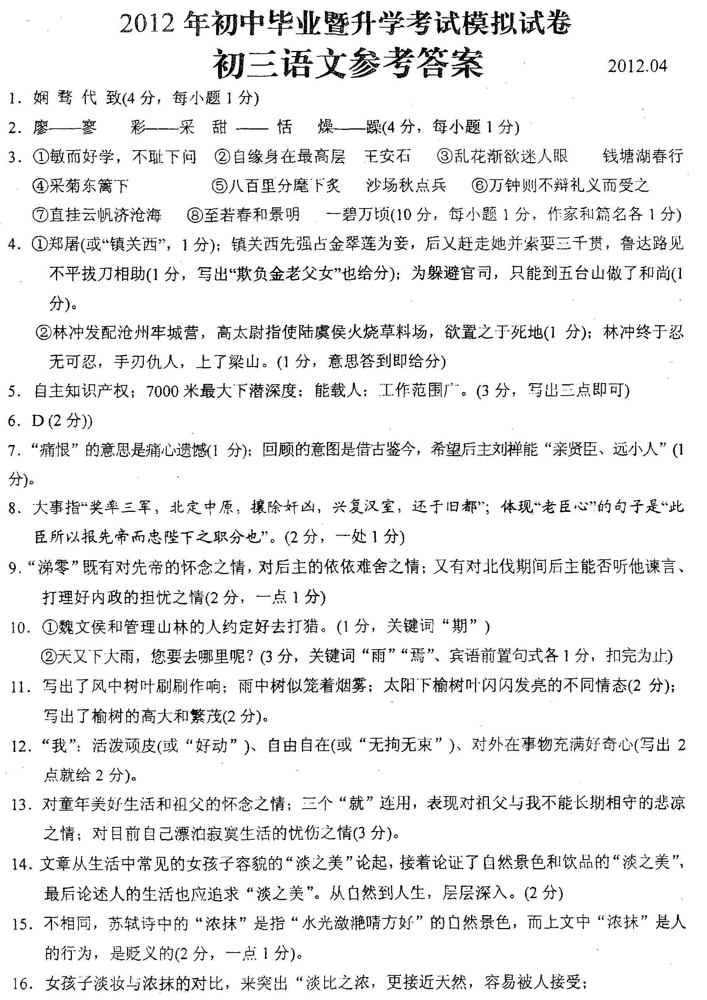 2012 年初中毕业暨升学考试模拟试卷
初三语文参考答案 2012.04
1. 娴 骛 代 致(4 分，每小题 1 分)
2. 廖——寥 彩——采 甜 —— 恬 燥——躁(4 分，每小题 1 分)
3. ①敏而好学，不耻下问 ②自缘身在最高层 王安石 ③乱花渐欲迷人眼 钱塘湖春行
④采菊东篱下 ⑤八百里分麾下炙 沙场秋点兵 ⑥万钟则不辩礼义而受之
⑦直挂云帆济沧海 ⑧至若春和景明 一碧万顷(10 分，每小题 1 分，作家和篇名各 1 分)
4. ①郑屠(或“镇关西”，1 分)；镇关西先强占金翠莲为妾，后又赶走她并索要三千贯，鲁达路见
不平拔刀相助(1 分，写出“欺负金老父女”也给分)；为躲避官司，只能到五台山做了和尚(1
分)。
②林冲发配沧州牢城营，高太尉指使陆虞侯火烧草料场，欲置之于死地(1 分)；林冲终于忍
无可忍，手刃仇人，上了梁山。(1 分，意思答到即给分)
5. 自主知识产权；7000 米最大下潜深度；能载人；工作范围广。(3 分，写出三点即可)
6. D (2 分))
7. “痛恨”的意思是痛心遗憾(1 分)；回顾的意图是借古鉴今，希望后主刘禅能“亲贤臣、远小人”(1
分)。
8. 大事指“奖率三军，北定中原，攘除奸凶，兴复汉室，还于旧都”；体现“老臣心”的句子是“此
臣所以报先帝而忠陛下之职分也”。(2 分，一处 1 分)
9. “涕零”既有对先帝的怀念之情，对后主的依依难舍之情；又有对北伐期间后主能否听他谏言、
打理好内政的担忧之情(2 分，一点 1 分)
10. ①魏文侯和管理山林的人约定好去打猎。(1 分，关键词“期”)
②天又下大雨，您要去哪里呢？(3 分，关键词“雨”“焉”、宾语前置句式各 1 分，扣完为止.)
11. 写出了风中树叶刷刷作响；雨中树似笼着烟雾；太阳下榆树叶闪闪发亮的不同情态(2 分)；
写出了榆树的高大和繁茂(2 分)。
12. “我”：活泼顽皮(或“好动”)、自由自在(或“无拘无束”)、对外在事物充满好奇心(写出 2
点就给 2 分)。
13. 对童年美好生活和祖父的怀念之情；三个“就”连用，表现对祖父与我不能长期相守的悲凉
之情；对目前自己漂泊寂寞生活的忧伤之情(3 分)。
14. 文章从生活中常见的女孩子容貌的“淡之美”论起，接着论证了自然景色和饮品的“淡之美”，
最后论述人的生活也应追求“淡之美”。从自然到人生，层层深入。(2 分)
15. 不相同，苏轼诗中的“浓抹”是指“水光潋滟晴方好”的自然景色，而上文中“浓抹”是人
的行为，是贬义的(2 分，一点 1 分)。
16. 女孩子淡妆与浓抹的对比，来突出“淡比之浓，更接近天然，容易被人接受；